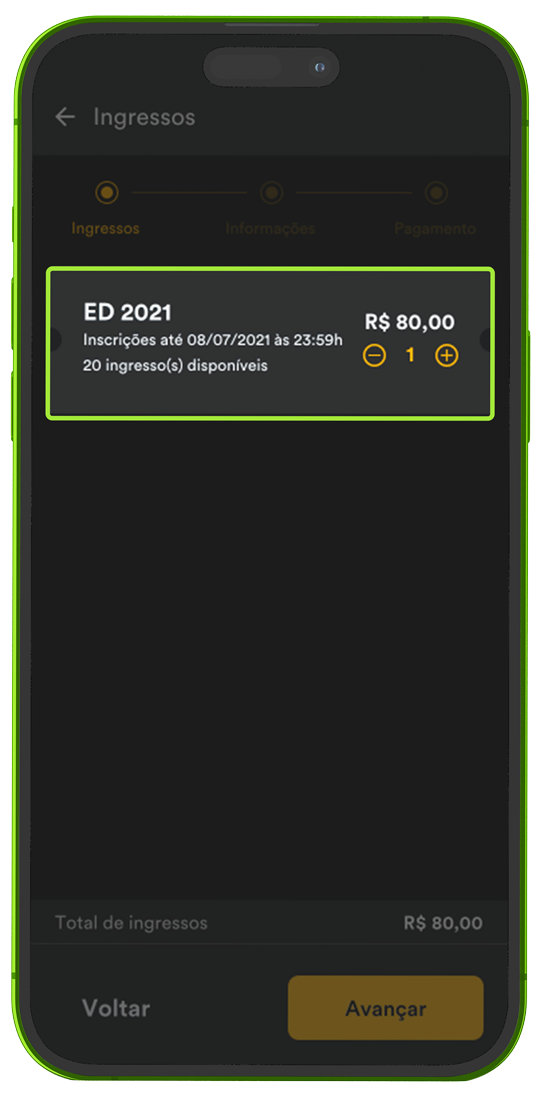 Ingressos
Ingressos Informações Pagamento
ED 2021
R$ 80,00
Inscrições até 08/07/2021 às 23:59h
1
20 ingresso(s) disponíveis
Total de ingressos R$ 80,00
Voltar Avançar